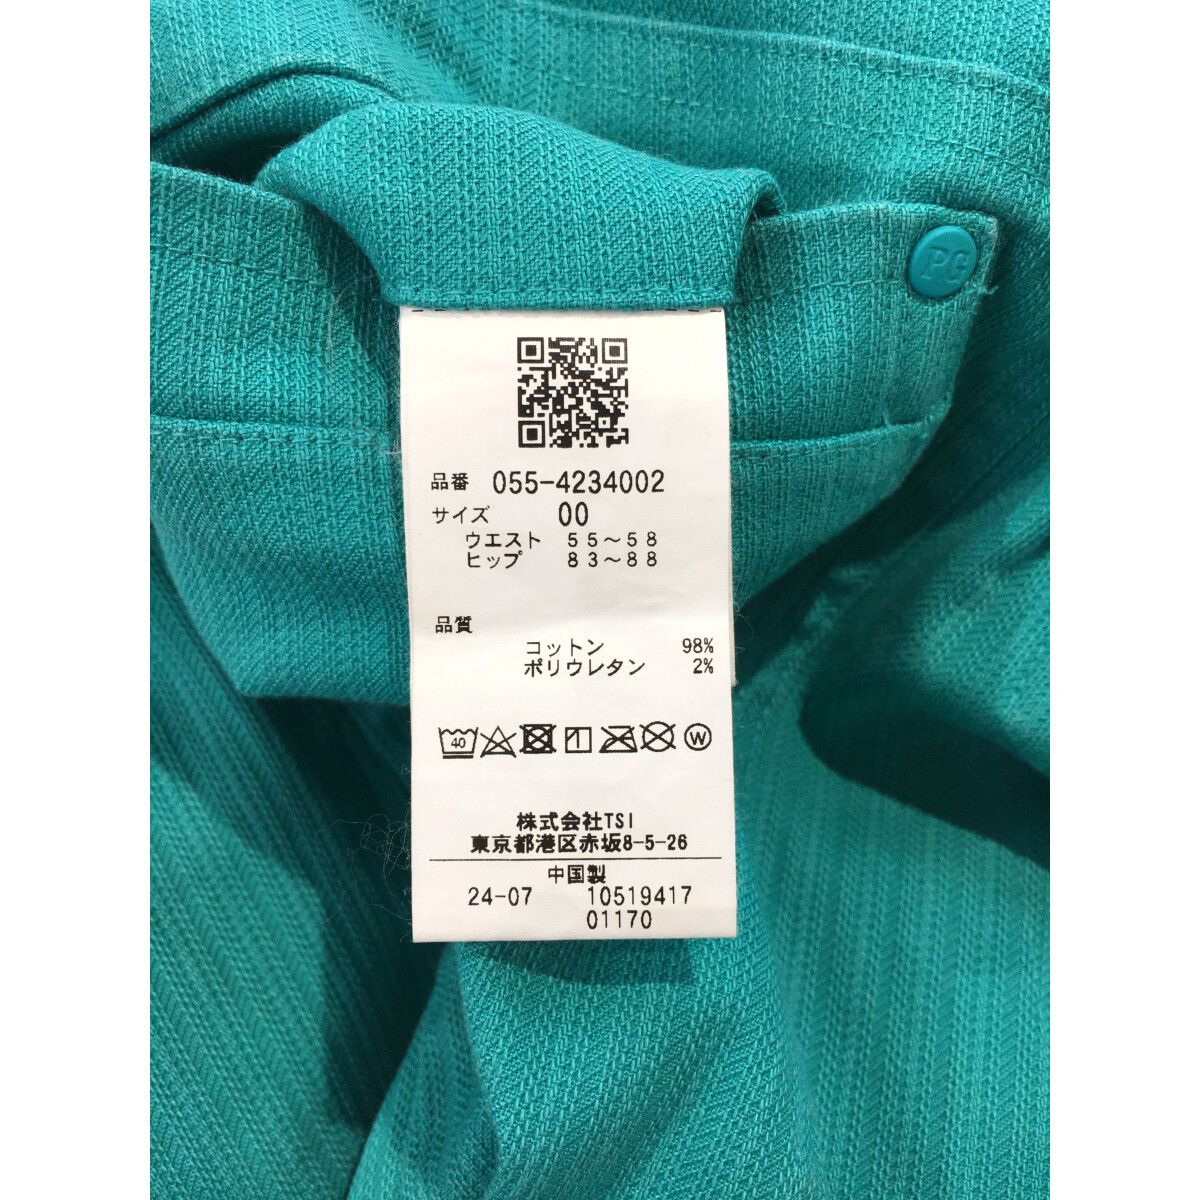 PG
品番 055-4234002
サイズ 00
ウエスト 55～58
ヒップ 83～88
品質
コットン 98%
ポリウレタン 2%
40 W
株式会社TSI
東京都港区赤坂8-5-26
中国製
24-07 10519417
01170